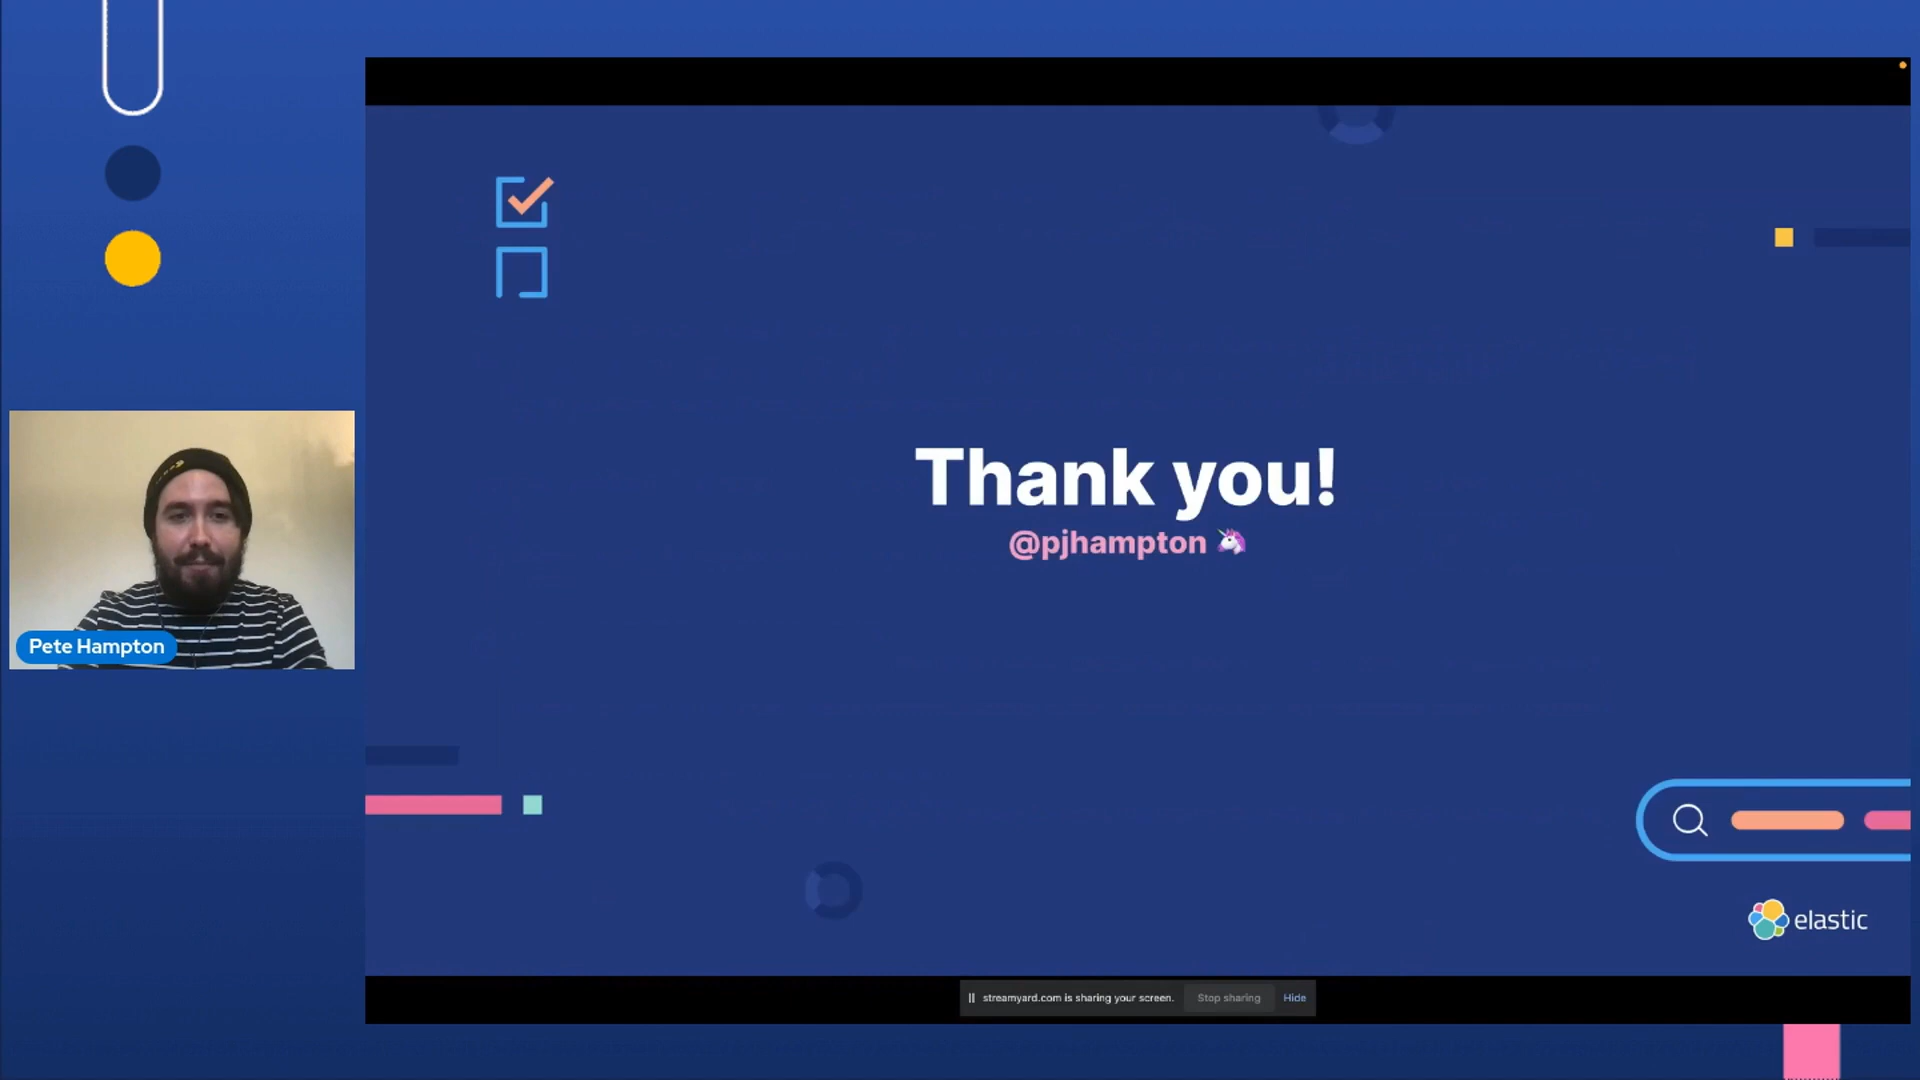 Thank you!
@pjhampton 🦄
Pete Hampton
elastic
streamyard.com is sharing your screen. Stop sharing Hide